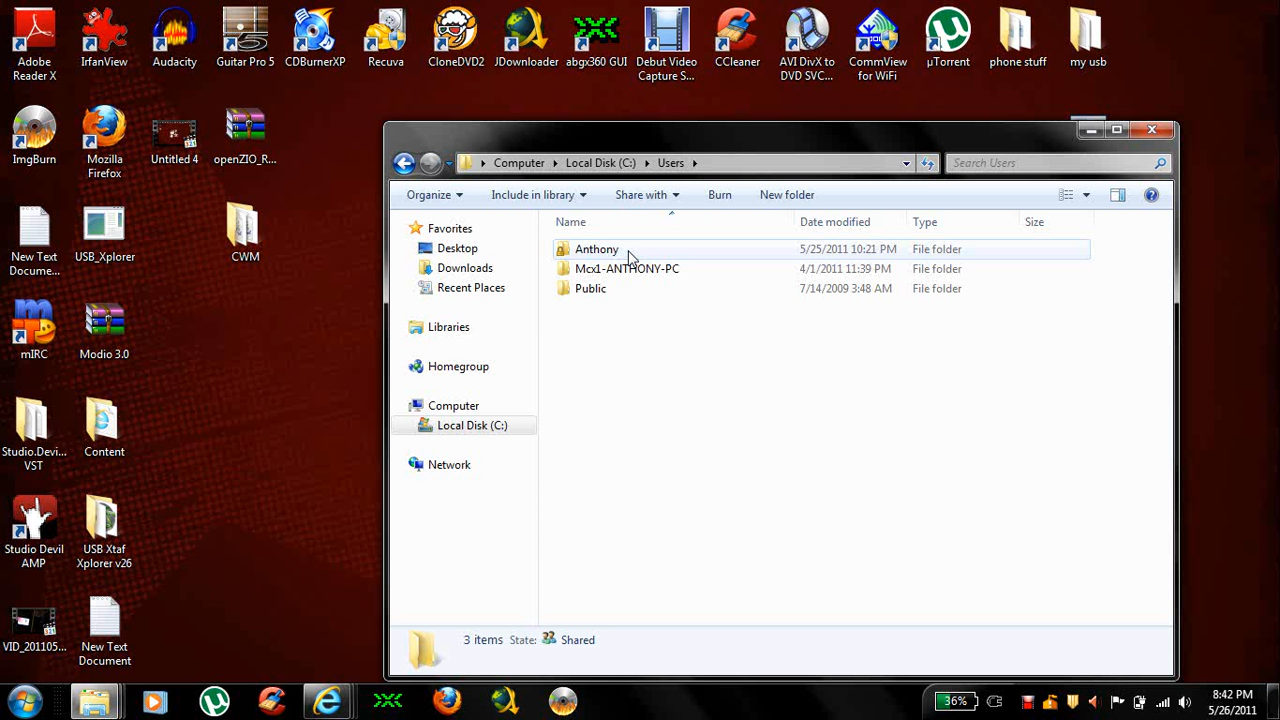 Adobe Reader X
IrfanView
Audacity
Guitar Pro 5
CDBurnerXP
Recuva
CloneDVD2
JDownloader
abgx360 GUI
Debut Video
Capture S...
CCleaner
AVI DivX to
DVD SVC...
CommView
for WiFi
µTorrent
phone stuff
my usb
ImgBurn
Mozilla
Firefox
Untitled 4
openZIO_R...
New Text
Docume...
USB_Xplorer
CWM
mIRC
Modio 3.0
Studio.Devi...
VST
Content
Studio Devil
AMP
USB Xtaf
Xplorer v26
VID_201105...
New Text
Document
Computer Local Disk (C:) Users
Search Users
Organize Include in library Share with Burn New folder
Favorites
Desktop
Downloads
Recent Places
Libraries
Homegroup
Computer
Local Disk (C:)
Network
Name Date modified Type Size
Anthony 5/25/2011 10:21 PM File folder
Mcx1-ANTHONY-PC 4/1/2011 11:39 PM File folder
Public 7/14/2009 3:48 AM File folder
3 items State: Shared
36%
8:42 PM
5/26/2011